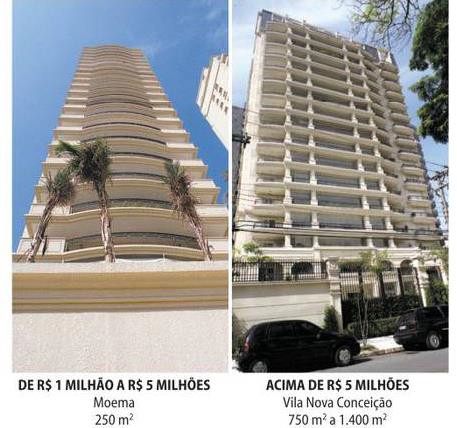 DE R$ 1 MILHÃO A R$ 5 MILHÕES
Moema
250 m²
ACIMA DE R$ 5 MILHÕES
Vila Nova Conceição
750 m² a 1.400 m²